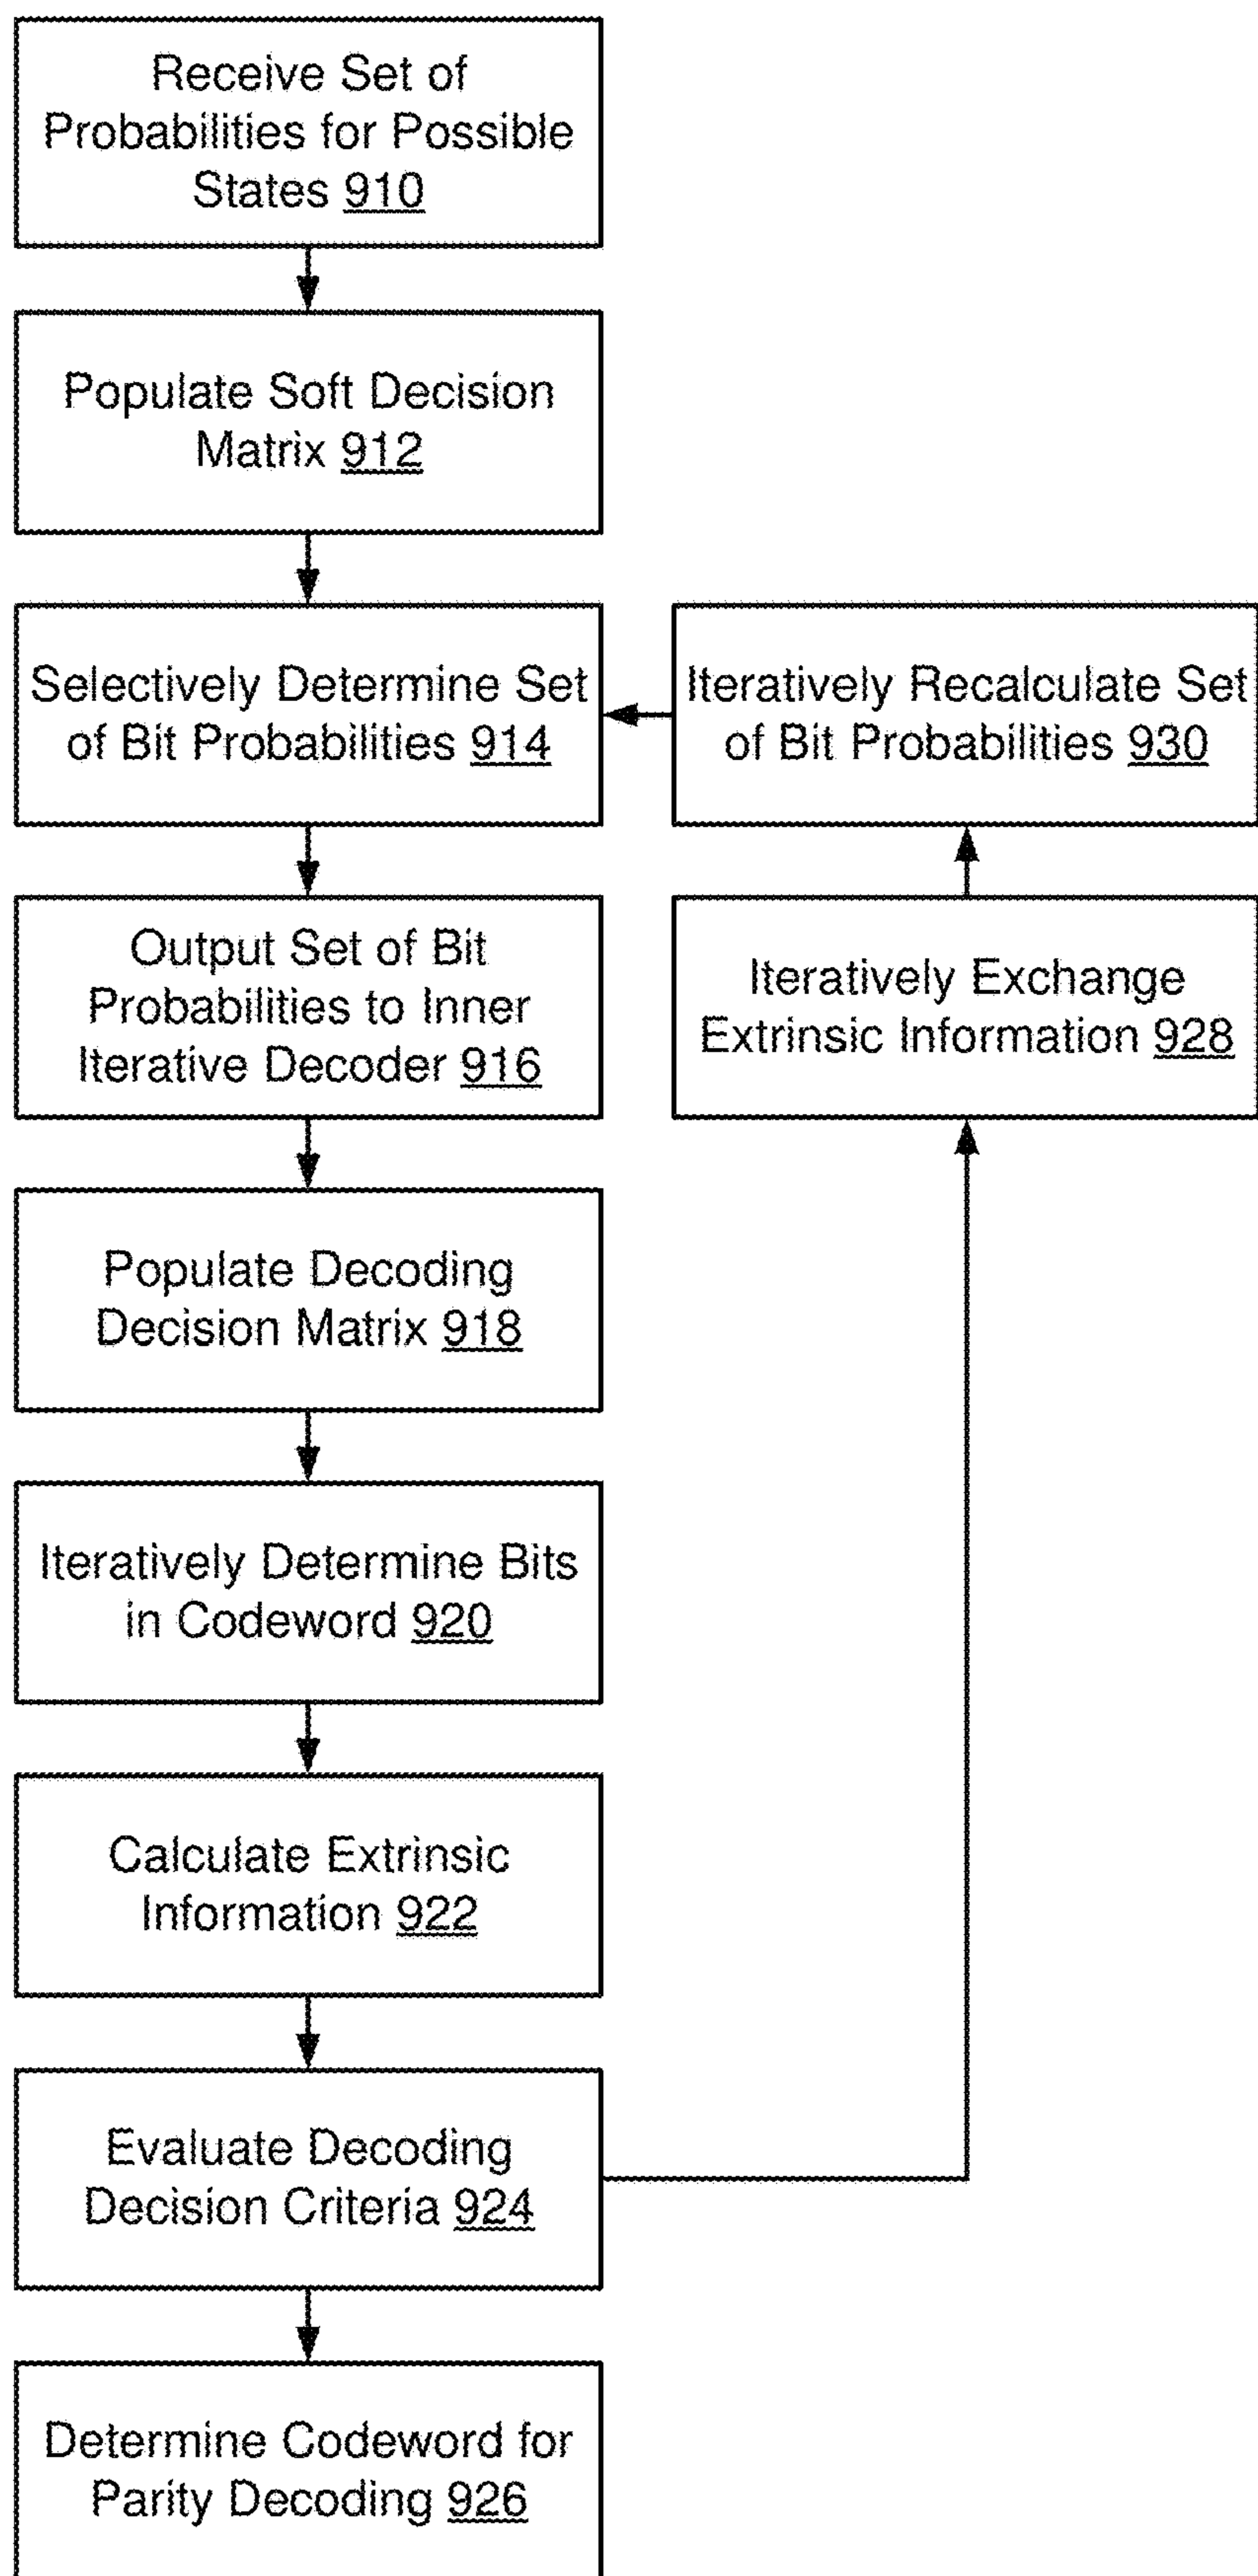 Receive Set of
Probabilities for Possible
States 910
Populate Soft Decision
Matrix 912
Selectively Determine Set
of Bit Probabilities 914
Iteratively Recalculate Set
of Bit Probabilities 930
Output Set of Bit
Probabilities to Inner
Iterative Decoder 916
Iteratively Exchange
Extrinsic Information 928
Populate Decoding
Decision Matrix 918
Iteratively Determine Bits
in Codeword 920
Calculate Extrinsic
Information 922
Evaluate Decoding
Decision Criteria 924
Determine Codeword for
Parity Decoding 926